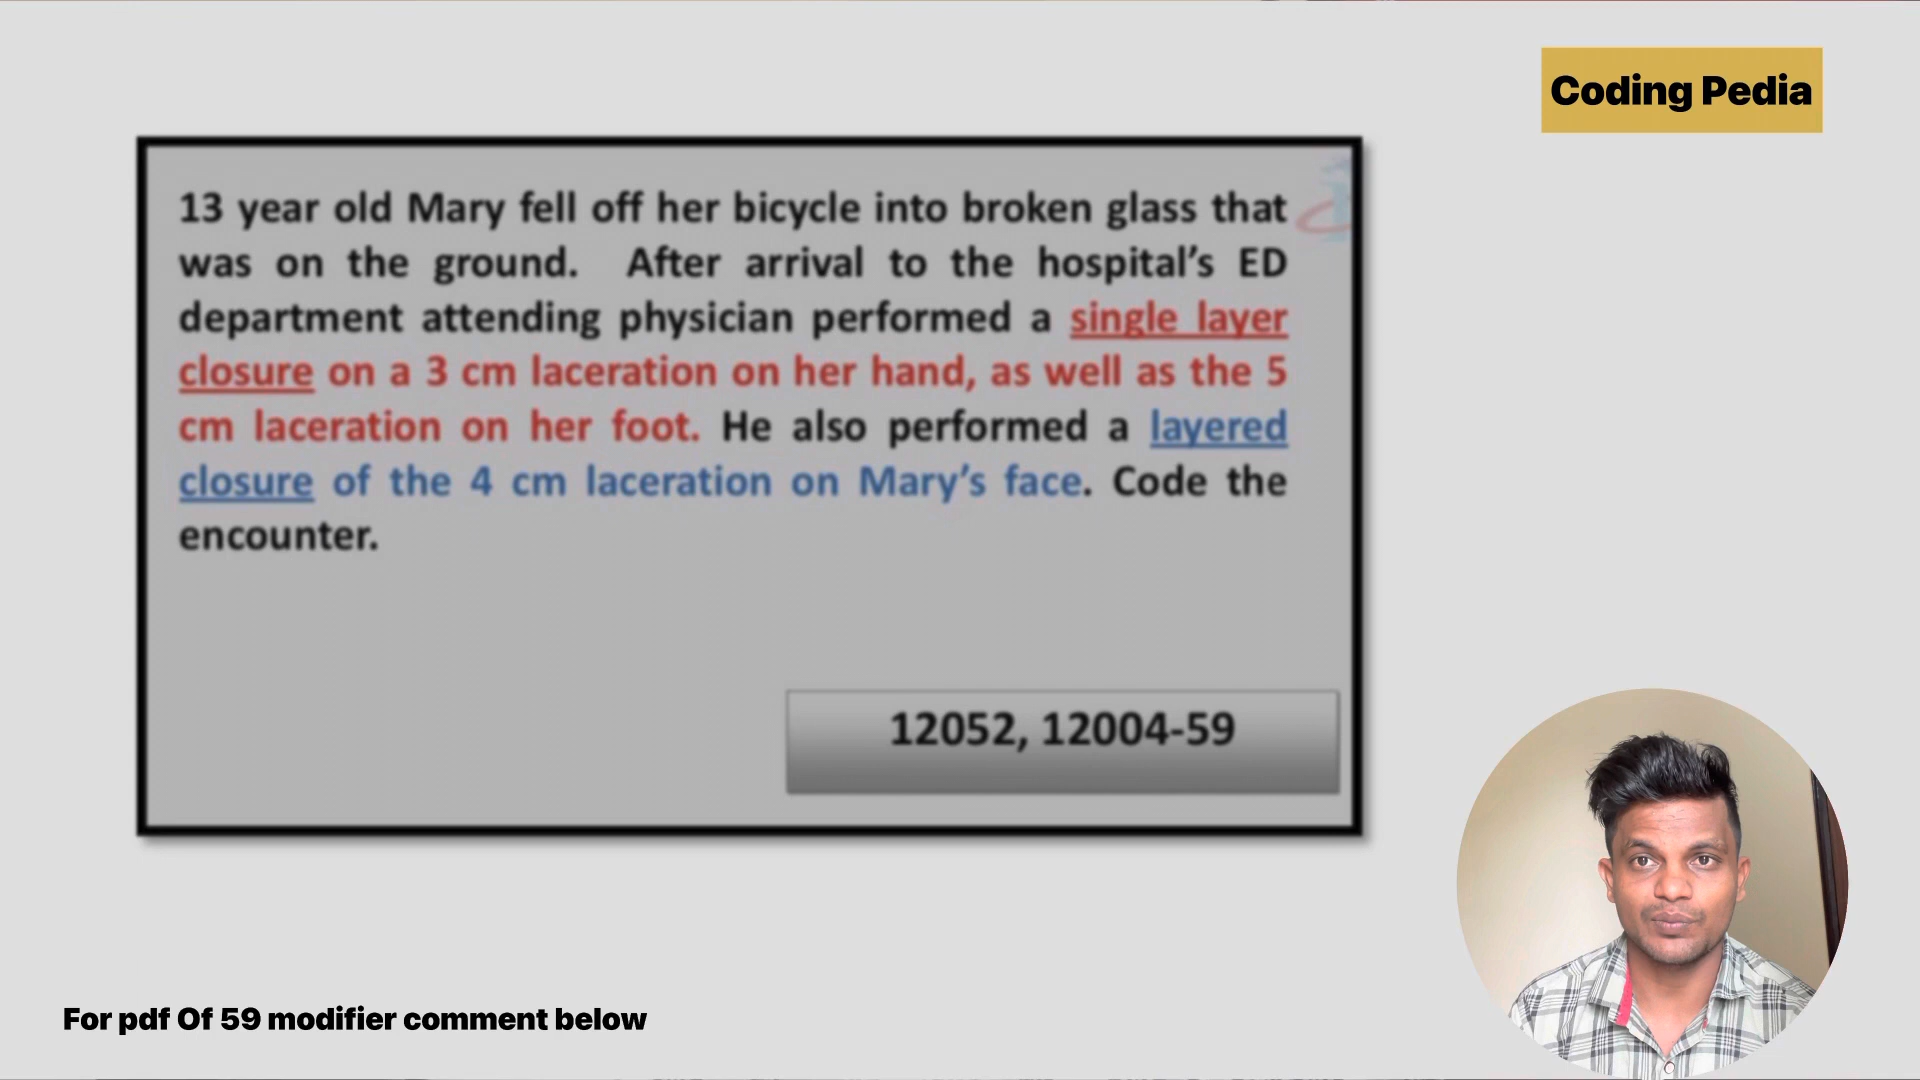 Coding Pedia
13 year old Mary fell off her bicycle into broken glass that
was on the ground. After arrival to the hospital’s ED
department attending physician performed a single layer
closure on a 3 cm laceration on her hand, as well as the 5
cm laceration on her foot. He also performed a layered
closure of the 4 cm laceration on Mary’s face. Code the
encounter.
12052, 12004-59
For pdf Of 59 modifier comment below